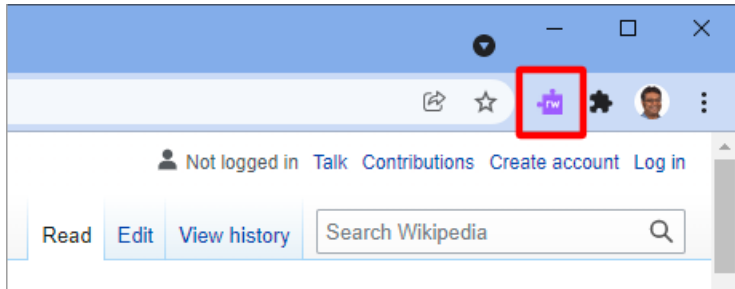 rw
Not logged in Talk Contributions Create account Log in
Read Edit View history Search Wikipedia